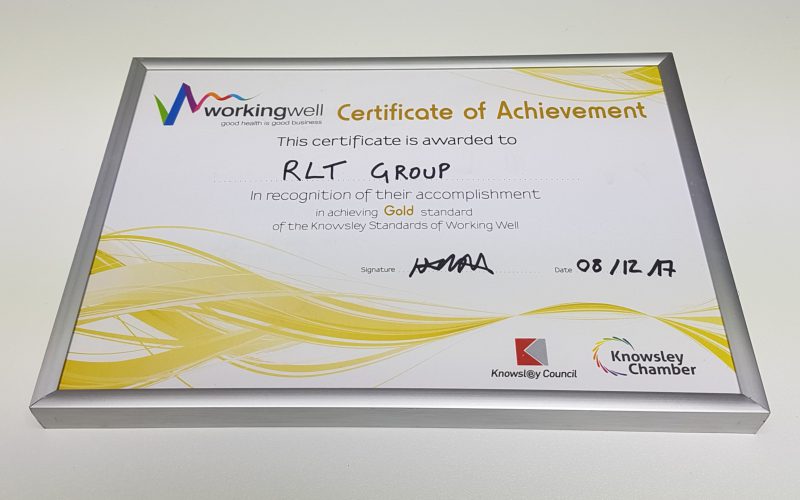 workingwell
good health is good business
Certificate of Achievement
This certificate is awarded to
RLT GROUP
In recognition of their accomplishment
in achieving Gold standard
of the Knowsley Standards of Working Well
Signature
Date 08/12/17
Knowsl@y Council
Knowsley
Chamber